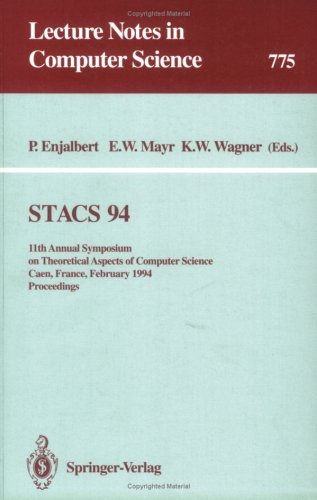 Lecture Notes in
Computer Science 775
P. Enjalbert E.W. Mayr K.W. Wagner (Eds.)
STACS 94
11th Annual Symposium
on Theoretical Aspects of Computer Science
Caen, France, February 1994
Proceedings
Springer-Verlag